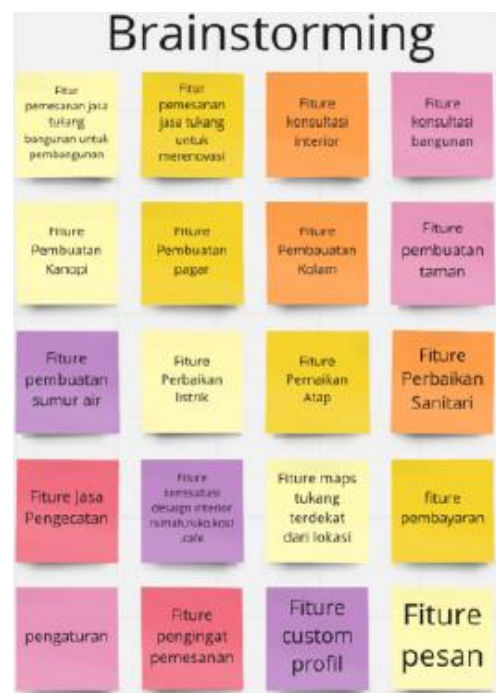 Brainstorming
Fitur
pemesanan jasa
tukang
bangunan untuk
pembangunan
Fitur
pemesanan
jasa tukang
untuk
merenovasi
Fiture
konsultasi
interior
Fiture
konsultasi
bangunan
Fiture
Pembuatan
Kanopi
Fiture
Pembuatan
pagar
Fiture
Pembauatan
Kolam
Fiture
pembuatan
taman
Fiture
pembuatan
sumur air
Fiture
Perbaikan
listrik
Fiture
Pernaikan
Atap
Fiture
Perbaikan
Sanitari
Fiture Jasa
Pengecatan
Fiture
design interior
rumah,ruko,kost
,cafe
Fiture maps
tukang
terdekat
dari lokasi
fiture
pembayaran
pengaturan
Fiture
pengingat
pemesanan
Fiture
custom
profil
Fiture
pesan